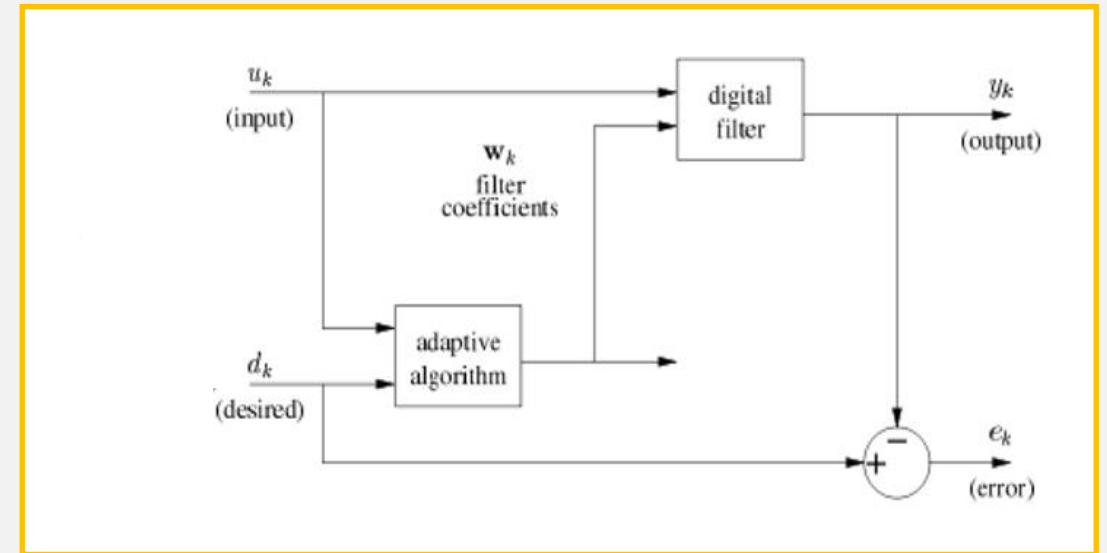 u_k
(input)
digital
filter
y_k
(output)
w_k
filter
coefficients
adaptive
algorithm
d_k
(desired)
−
+
e_k
(error)